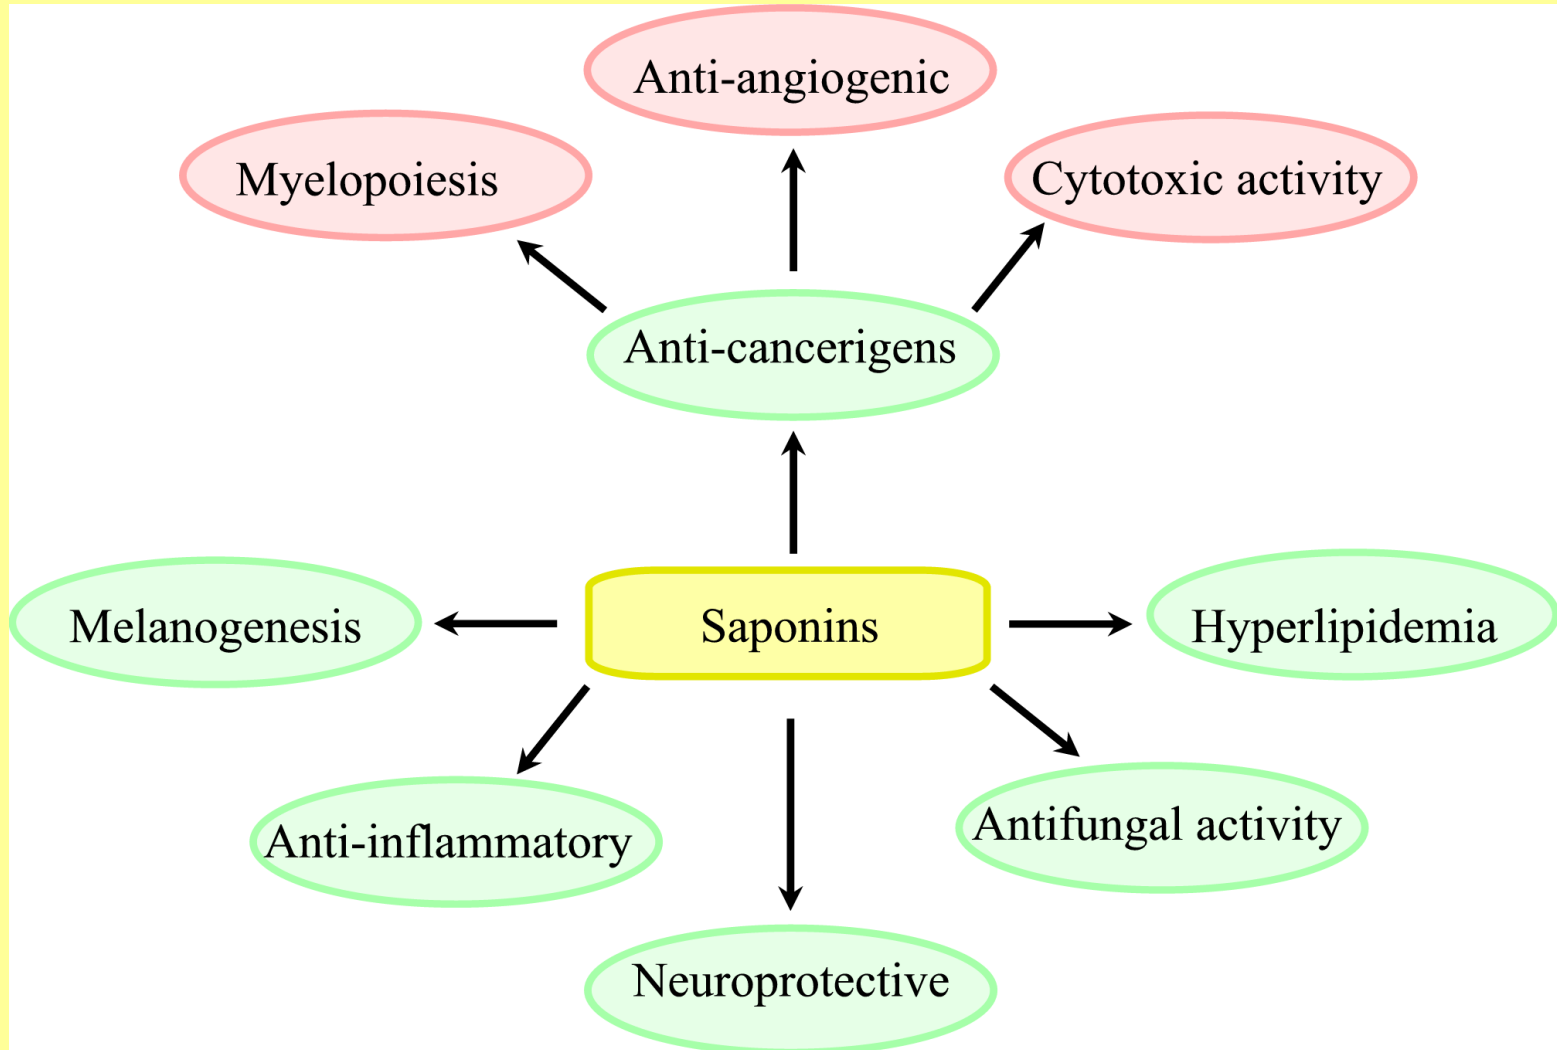 Anti-angiogenic
Myelopoiesis
Cytotoxic activity
Anti-cancerigens
Melanogenesis
Saponins
Hyperlipidemia
Anti-inflammatory
Antifungal activity
Neuroprotective